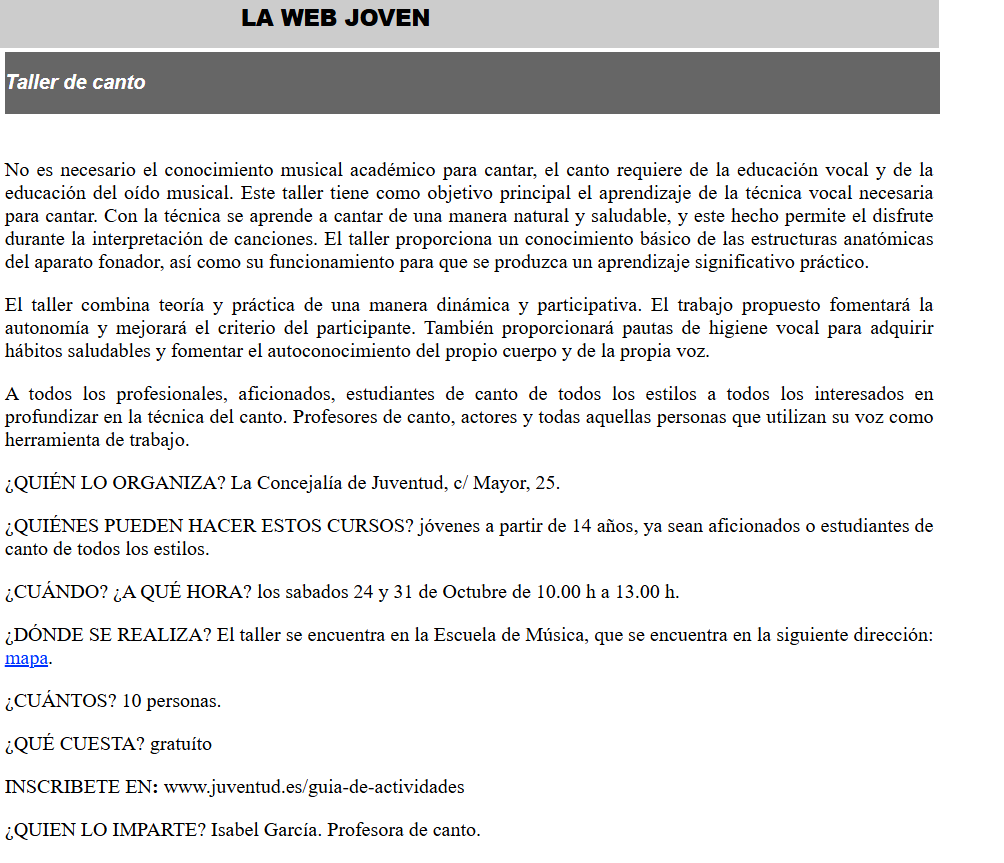 LA WEB JOVEN
Taller de canto
No es necesario el conocimiento musical académico para cantar, el canto requiere de la educación vocal y de la
educación del oído musical. Este taller tiene como objetivo principal el aprendizaje de la técnica vocal necesaria
para cantar. Con la técnica se aprende a cantar de una manera natural y saludable, y este hecho permite el disfrute
durante la interpretación de canciones. El taller proporciona un conocimiento básico de las estructuras anatómicas
del aparato fonador, así como su funcionamiento para que se produzca un aprendizaje significativo práctico.
El taller combina teoría y práctica de una manera dinámica y participativa. El trabajo propuesto fomentará la
autonomía y mejorará el criterio del participante. También proporcionará pautas de higiene vocal para adquirir
hábitos saludables y fomentar el autoconocimiento del propio cuerpo y de la propia voz.
A todos los profesionales, aficionados, estudiantes de canto de todos los estilos a todos los interesados en
profundizar en la técnica del canto. Profesores de canto, actores y todas aquellas personas que utilizan su voz como
herramienta de trabajo.
¿QUIÉN LO ORGANIZA? La Concejalía de Juventud, c/ Mayor, 25.
¿QUIÉNES PUEDEN HACER ESTOS CURSOS? jóvenes a partir de 14 años, ya sean aficionados o estudiantes de
canto de todos los estilos.
¿CUÁNDO? ¿A QUÉ HORA? los sabados 24 y 31 de Octubre de 10.00 h a 13.00 h.
¿DÓNDE SE REALIZA? El taller se encuentra en la Escuela de Música, que se encuentra en la siguiente dirección:
mapa.
¿CUÁNTOS? 10 personas.
¿QUÉ CUESTA? gratuíto
INSCRIBETE EN: www.juventud.es/guia-de-actividades
¿QUIEN LO IMPARTE? Isabel García. Profesora de canto.